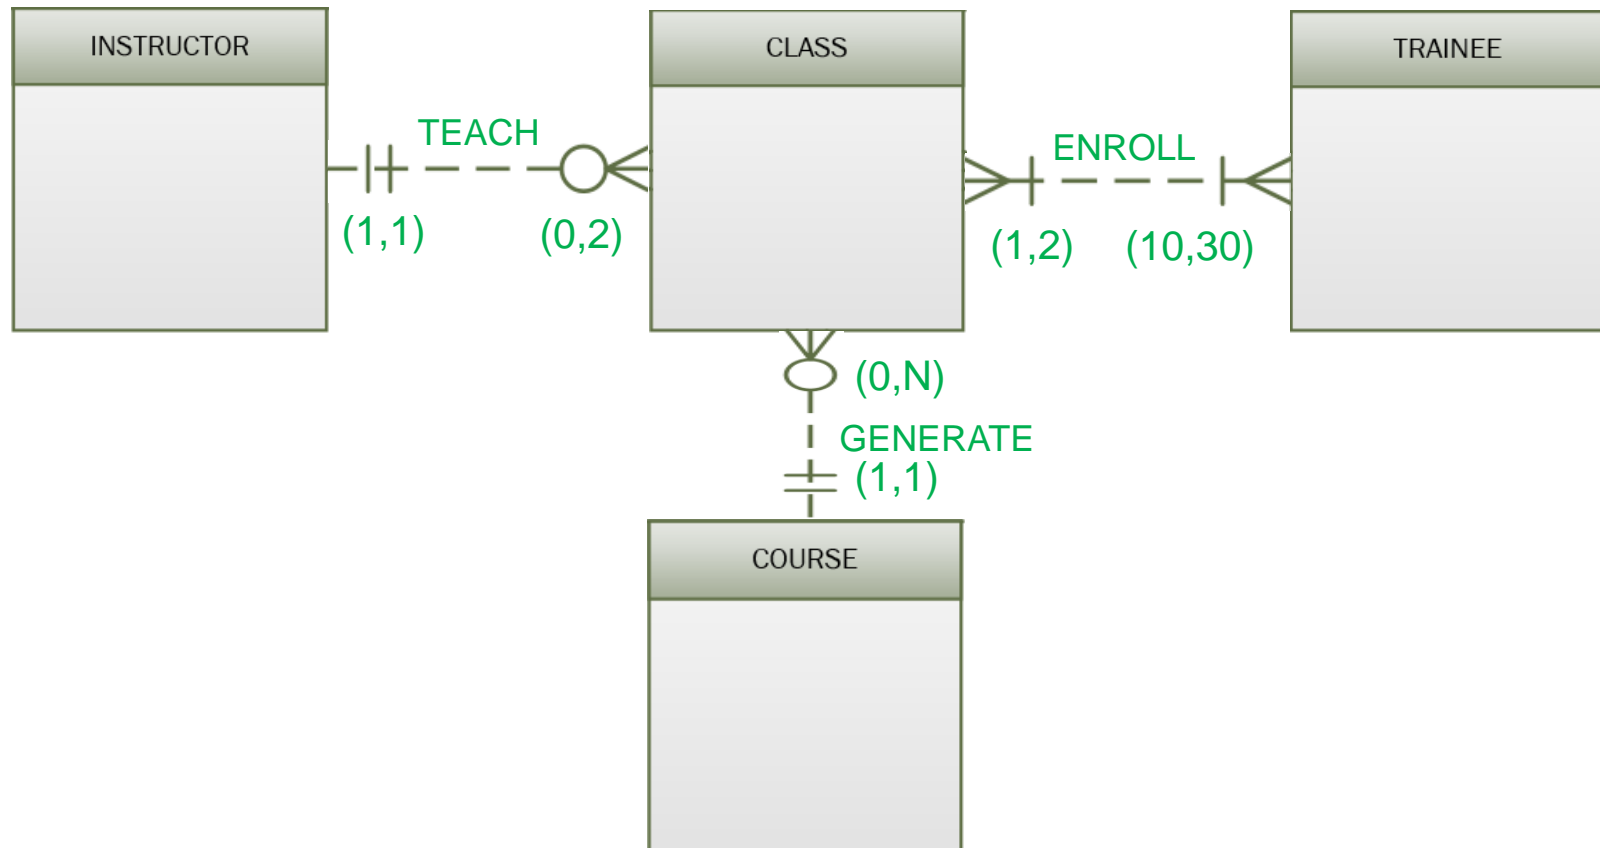 INSTRUCTOR
CLASS
TRAINEE
TEACH
ENROLL
(1,1)
(0,2)
(1,2)
(10,30)
(0,N)
GENERATE
(1,1)
COURSE